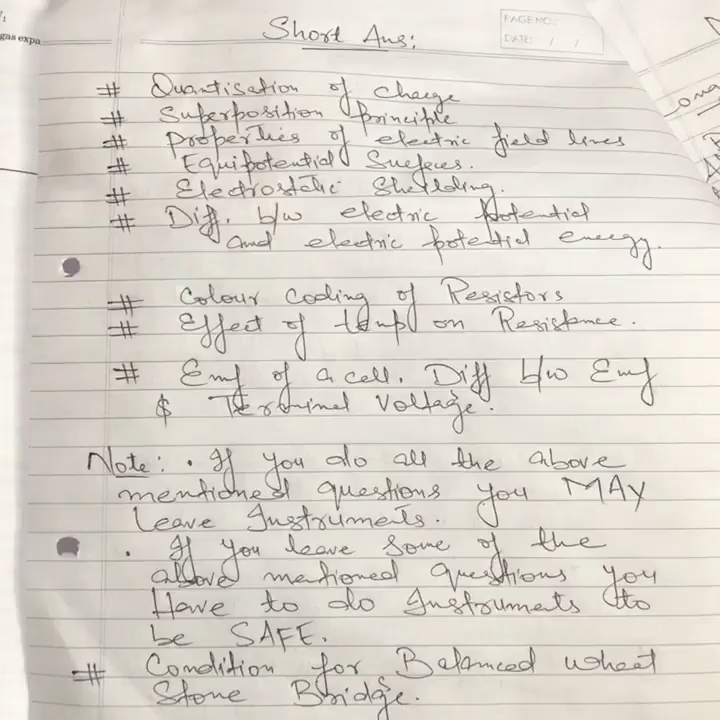 gas expa
Short Ans:
PAGE NO:
DATE: / /
# Quantisation of charge
# Superposition principle
# Properties of electric field lines
# Equipotential Surfaces.
# Electrostatic Sheilding.
# Diff. b/w electric potential
and electric potential energy.
# Colour Coding of Resistors
# Effect of temp on Resistance.
# Emf of a cell. Diff b/w Emf
& Terminal Voltage.
Note: • If you do all the above
mentioned questions you MAY
leave Instruments.
• If you leave some of the
above mentioned questions you
Have to do Instruments to
be SAFE.
# Condition for Balanced wheat
Stone Bridge.